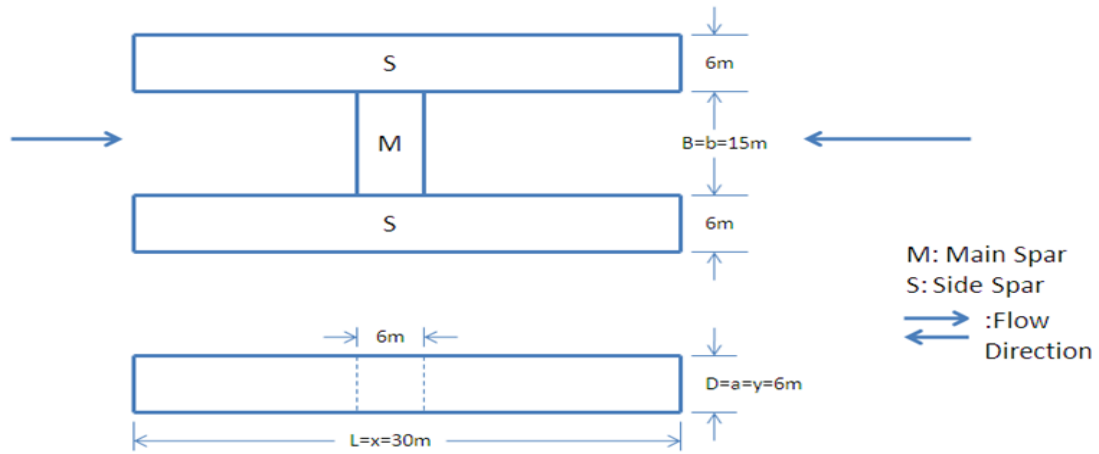 S
6m
M
B=b=15m
S
6m
M: Main Spar
S: Side Spar
:Flow
Direction
6m
D=a=y=6m
L=x=30m